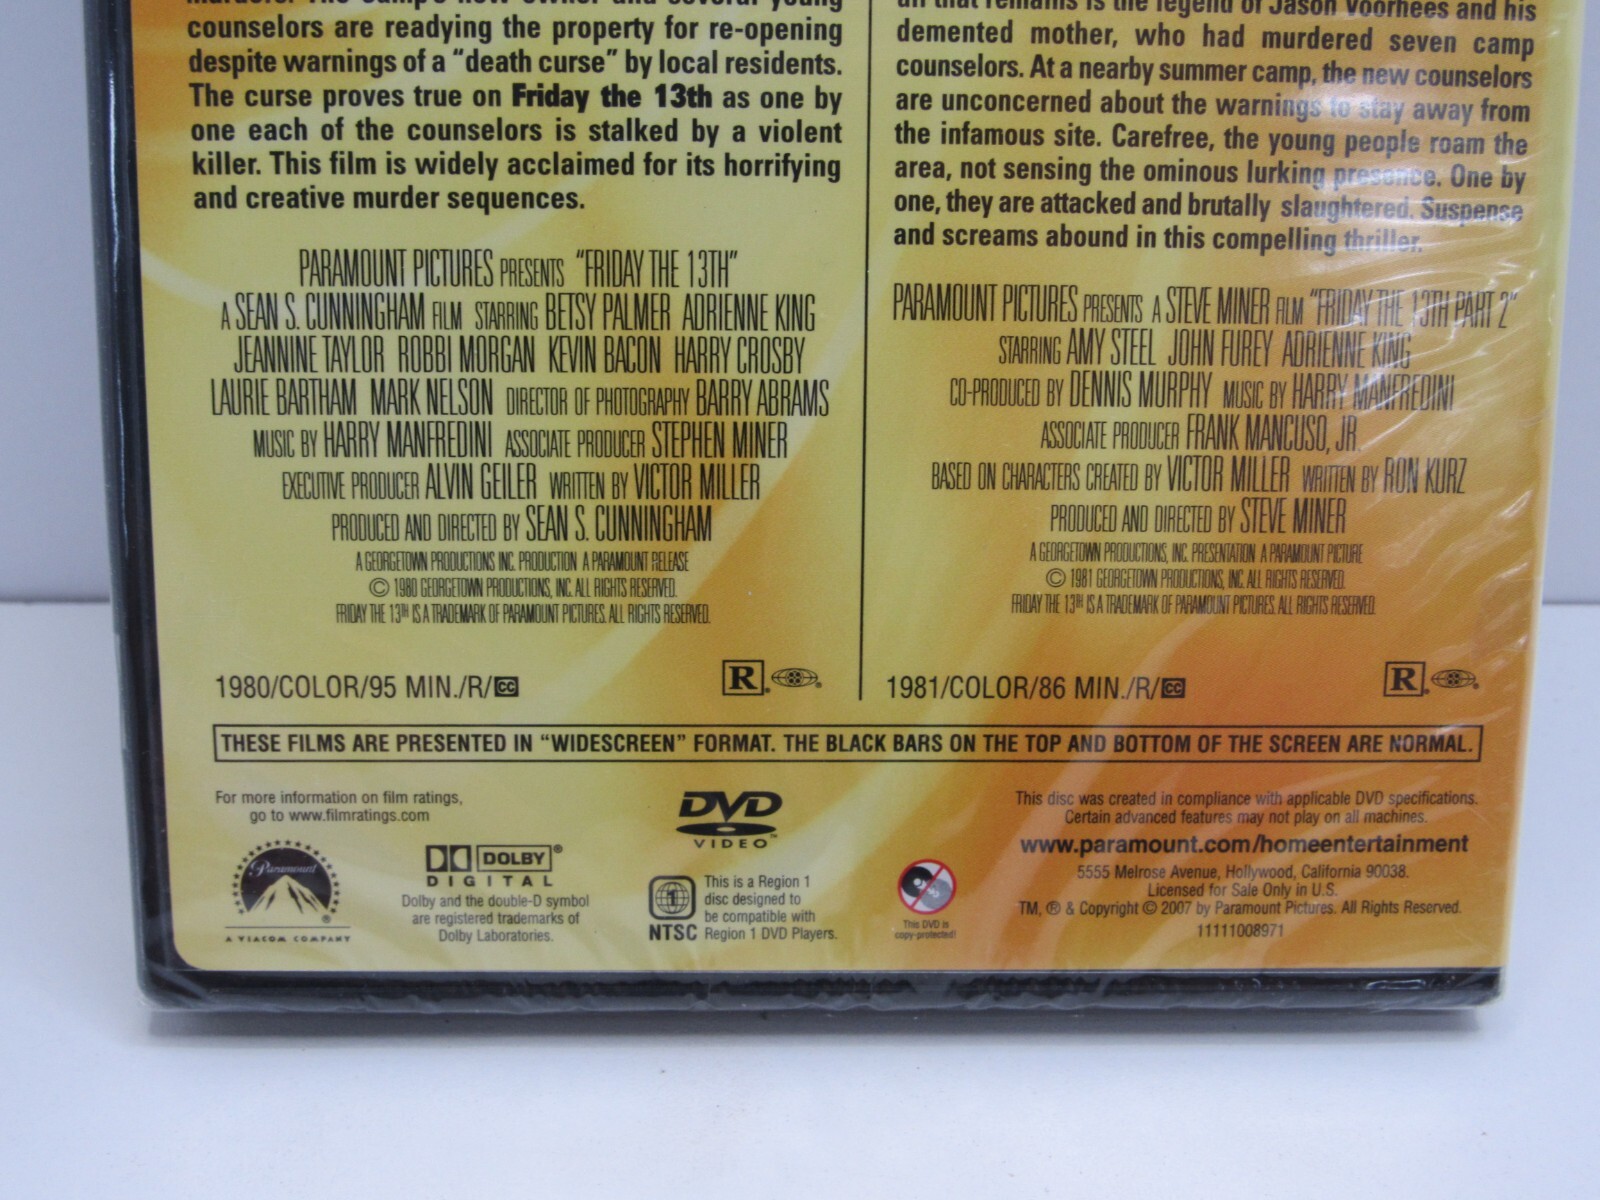 counselors are readying the property for re-opening
despite warnings of a “death curse” by local residents.
The curse proves true on Friday the 13th as one by
one each of the counselors is stalked by a violent
killer. This film is widely acclaimed for its horrifying
and creative murder sequences.
PARAMOUNT PICTURES PRESENTS “FRIDAY THE 13TH”
A SEAN S. CUNNINGHAM FILM STARRING BETSY PALMER ADRIENNE KING
JEANNINE TAYLOR ROBBI MORGAN KEVIN BACON HARRY CROSBY
LAURIE BARTHAM MARK NELSON DIRECTOR OF PHOTOGRAPHY BARRY ABRAMS
MUSIC BY HARRY MANFREDINI ASSOCIATE PRODUCER STEPHEN MINER
EXECUTIVE PRODUCER ALVIN GEILER WRITTEN BY VICTOR MILLER
PRODUCED AND DIRECTED BY SEAN S. CUNNINGHAM
A GEORGETOWN PRODUCTIONS INC. PRODUCTION A PARAMOUNT RELEASE
© 1980 GEORGETOWN PRODUCTIONS, INC. ALL RIGHTS RESERVED.
FRIDAY THE 13TH IS A TRADEMARK OF PARAMOUNT PICTURES. ALL RIGHTS RESERVED.
1980/COLOR/95 MIN./R/CC
R
all that remains is the legend of Jason Voorhees and his
demented mother, who had murdered seven camp
counselors. At a nearby summer camp, the new counselors
are unconcerned about the warnings to stay away from
the infamous site. Carefree, the young people roam the
area, not sensing the ominous lurking presence. One by
one, they are attacked and brutally slaughtered. Suspense
and screams abound in this compelling thriller.
PARAMOUNT PICTURES PRESENTS A STEVE MINER FILM “FRIDAY THE 13TH PART 2”
STARRING AMY STEEL JOHN FUREY ADRIENNE KING
CO-PRODUCED BY DENNIS MURPHY MUSIC BY HARRY MANFREDINI
ASSOCIATE PRODUCER FRANK MANCUSO, JR.
BASED ON CHARACTERS CREATED BY VICTOR MILLER WRITTEN BY RON KURZ
PRODUCED AND DIRECTED BY STEVE MINER
A GEORGETOWN PRODUCTIONS, INC. PRESENTATION A PARAMOUNT PICTURE
© 1981 GEORGETOWN PRODUCTIONS, INC. ALL RIGHTS RESERVED.
FRIDAY THE 13TH IS A TRADEMARK OF PARAMOUNT PICTURES. ALL RIGHTS RESERVED.
1981/COLOR/86 MIN./R/CC
R
THESE FILMS ARE PRESENTED IN “WIDESCREEN” FORMAT. THE BLACK BARS ON THE TOP AND BOTTOM OF THE SCREEN ARE NORMAL.
For more information on film ratings,
go to www.filmratings.com
Paramount
®
A VIACOM COMPANY
DOLBY®
DIGITAL
Dolby and the double-D symbol
are registered trademarks of
Dolby Laboratories.
DVD™
VIDEO
1
NTSC
This is a Region 1
disc designed to
be compatible with
Region 1 DVD Players.
This DVD is
copy-protected!
This disc was created in compliance with applicable DVD specifications.
Certain advanced features may not play on all machines.
www.paramount.com/homeentertainment
5555 Melrose Avenue, Hollywood, California 90038.
Licensed for Sale Only in U.S.
TM, ® & Copyright © 2007 by Paramount Pictures. All Rights Reserved.
11111008971